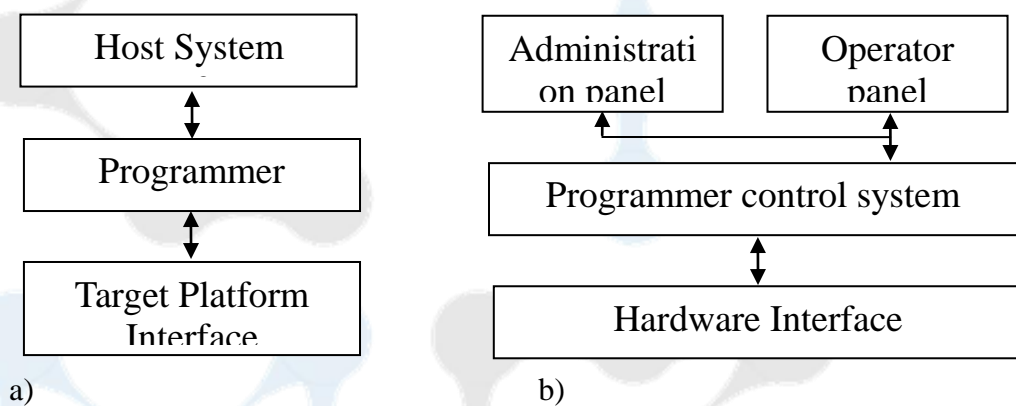 Host System
Programmer
Target Platform
Interface
a)
Administrati
on panel
Operator
panel
Programmer control system
Hardware Interface
b)